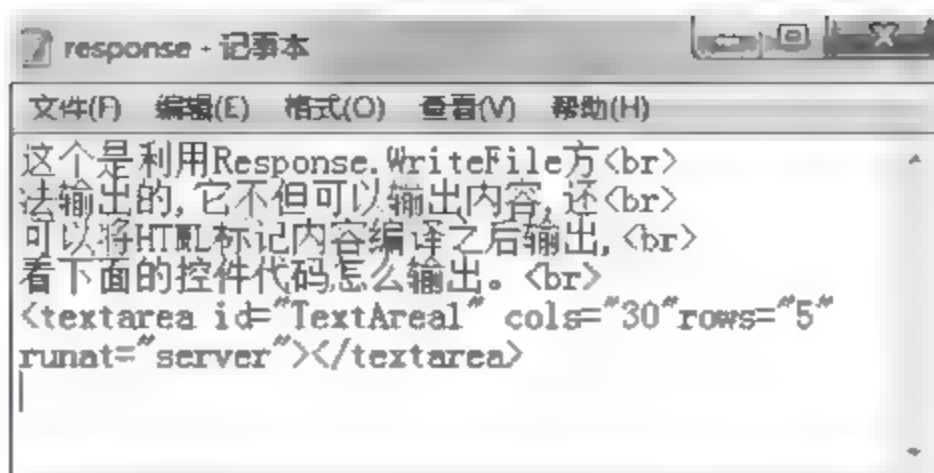 response - 记事本
文件(F) 编辑(E) 格式(O) 查看(V) 帮助(H)
这个是利用Response.WriteFile方<br>
法输出的,它不但可以输出内容,还<br>
可以将HTML标记内容编译之后输出,<br>
看下面的控件代码怎么输出。<br>
<textarea id="TextArea1" cols="30"rows="5"
runat="server"></textarea>